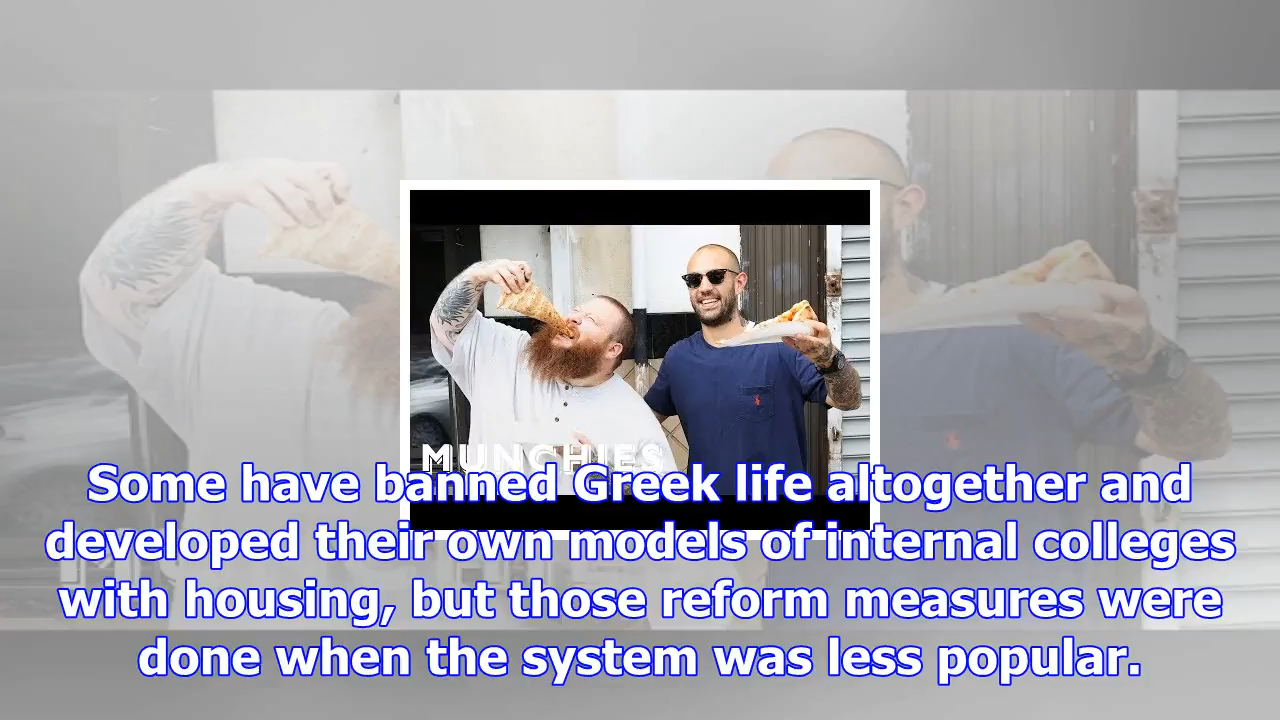 MUNCHIES
Some have banned Greek life altogether and
developed their own models of internal colleges
with housing, but those reform measures were
done when the system was less popular.